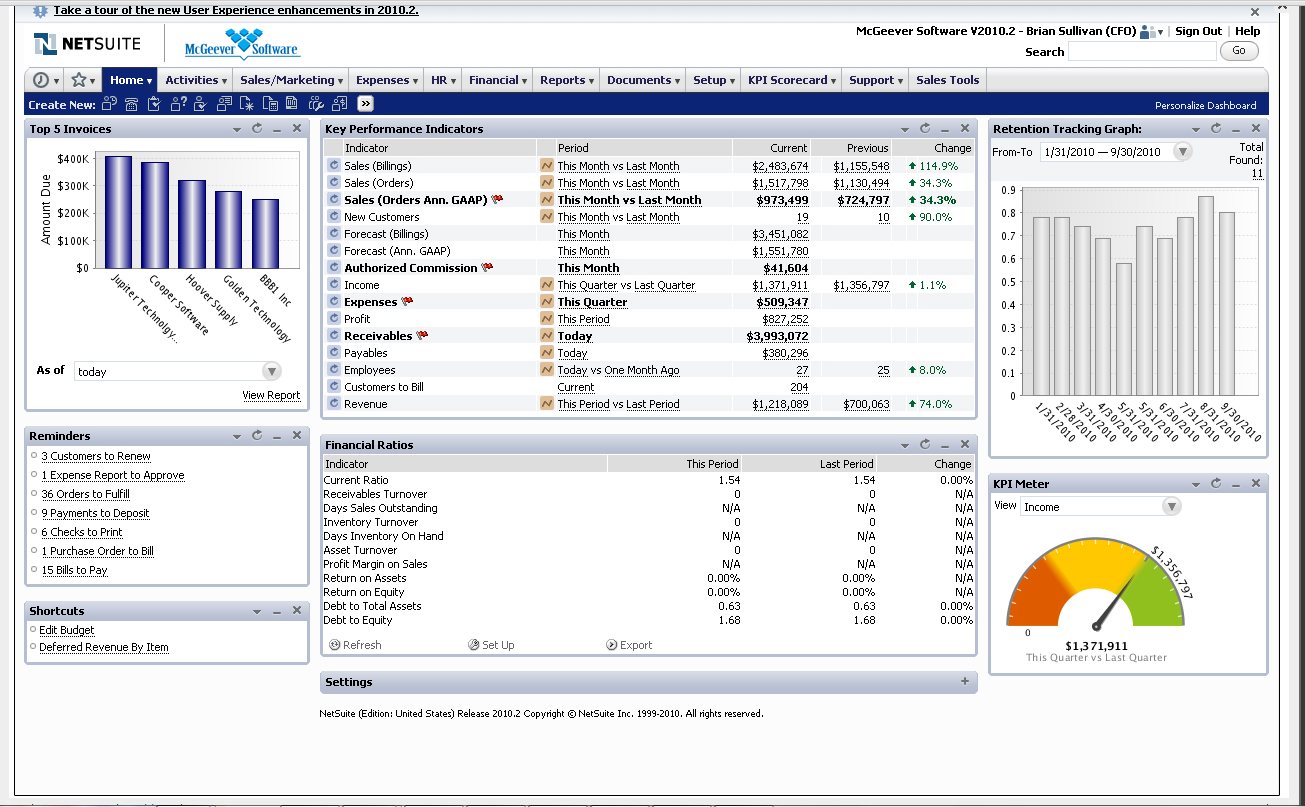 Take a tour of the new User Experience enhancements in 2010.2.
NETSUITE
McGeever Software
McGeever Software V2010.2 - Brian Sullivan (CFO) Sign Out Help
Search Go
Home Activities Sales/Marketing Expenses HR Financial Reports Documents Setup KPI Scorecard Support Sales Tools
Create New: Personalize Dashboard
Top 5 Invoices
$400K
$300K
$200K
$100K
$0
Amount Due
Jupiter Technolgy...
Cooper Software
Hoover Supply
Golden Technology
BBB1 Inc
As of today
View Report
Reminders
3 Customers to Renew
1 Expense Report to Approve
36 Orders to Fulfill
9 Payments to Deposit
6 Checks to Print
1 Purchase Order to Bill
15 Bills to Pay
Shortcuts
Edit Budget
Deferred Revenue By Item
Key Performance Indicators
Indicator Period Current Previous Change
Sales (Billings) This Month vs Last Month $2,483,674 $1,155,548 114.9%
Sales (Orders) This Month vs Last Month $1,517,798 $1,130,494 34.3%
Sales (Orders Ann. GAAP) This Month vs Last Month $973,499 $724,797 34.3%
New Customers This Month vs Last Month 19 10 90.0%
Forecast (Billings) This Month $3,451,082
Forecast (Ann. GAAP) This Month $1,551,780
Authorized Commission This Month $41,604
Income This Quarter vs Last Quarter $1,371,911 $1,356,797 1.1%
Expenses This Quarter $509,347
Profit This Period $827,252
Receivables Today $3,993,072
Payables Today $380,296
Employees Today vs One Month Ago 27 25 8.0%
Customers to Bill Current 204
Revenue This Period vs Last Period $1,218,089 $700,063 74.0%
Financial Ratios
Indicator This Period Last Period Change
Current Ratio 1.54 1.54 0.00%
Receivables Turnover 0 0 N/A
Days Sales Outstanding N/A N/A N/A
Inventory Turnover 0 0 N/A
Days Inventory On Hand N/A N/A N/A
Asset Turnover 0 0 N/A
Profit Margin on Sales N/A N/A N/A
Return on Assets 0.00% 0.00% N/A
Return on Equity 0.00% 0.00% N/A
Debt to Total Assets 0.63 0.63 0.00%
Debt to Equity 1.68 1.68 0.00%
Refresh Set Up Export
Settings
NetSuite (Edition: United States) Release 2010.2 Copyright © NetSuite Inc. 1999-2010. All rights reserved.
Retention Tracking Graph:
From-To 1/31/2010 — 9/30/2010
Total
Found:
11
0.9
0.8
0.7
0.6
0.5
0.4
0.3
0.2
0.1
0
1/31/2010
2/28/2010
3/31/2010
4/30/2010
5/31/2010
5/31/2010
6/30/2010
7/31/2010
8/31/2010
9/30/2010
KPI Meter
View Income
$1,356,797
0
$1,371,911
This Quarter vs Last Quarter